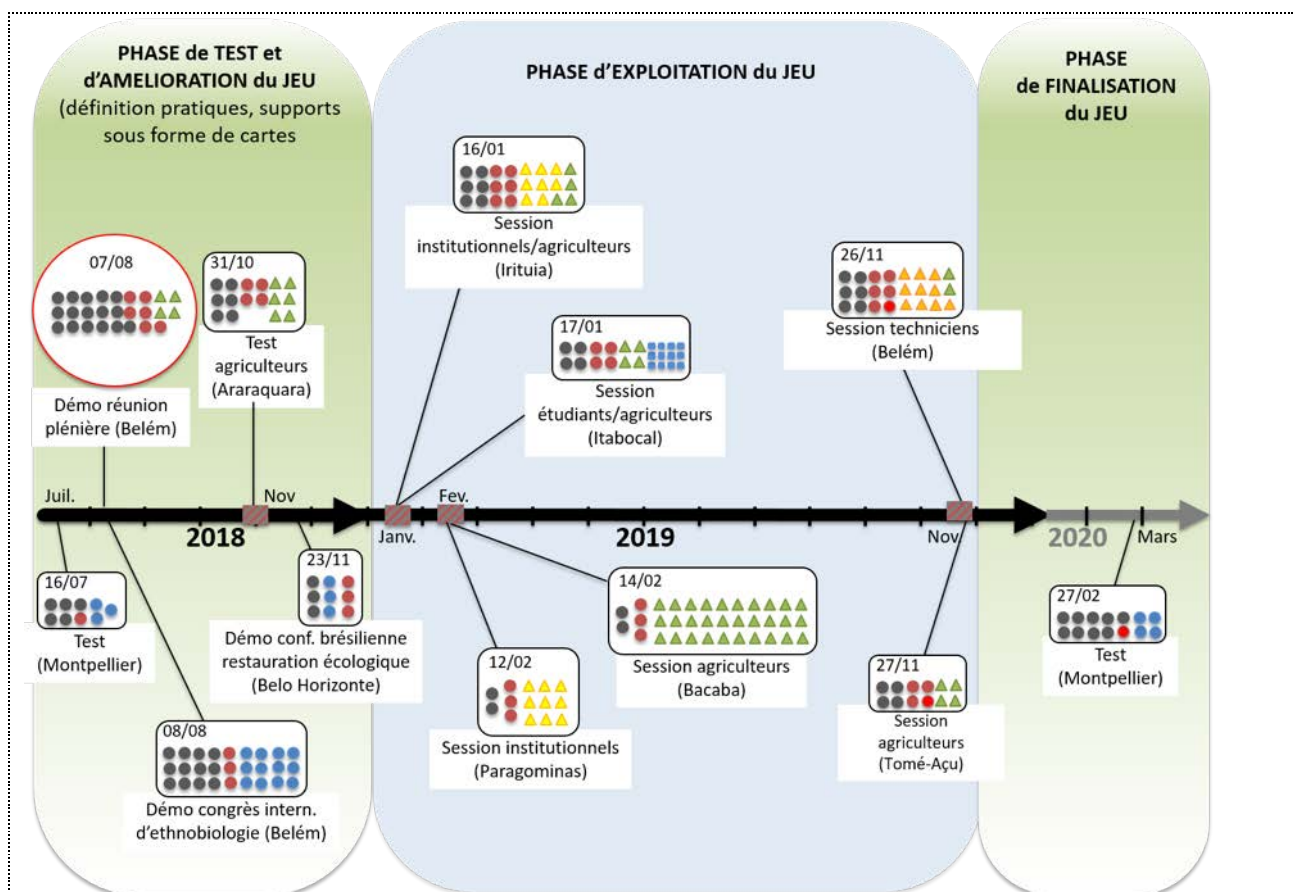 PHASE de TEST et
d'AMELIORATION du JEU
(définition pratiques, supports
sous forme de cartes
PHASE d'EXPLOITATION du JEU
PHASE
de FINALISATION
du JEU
07/08
Démo réunion
plénière (Belém)
31/10
Test
agriculteurs
(Araraquara)
16/01
Session
institutionnels/agriculteurs
(Irituia)
17/01
Session
étudiants/agriculteurs
(Itabocal)
26/11
Session techniciens
(Belém)
Juil.
Nov
2018
Janv.
Fev.
2019
Nov.
2020
Mars
16/07
Test
(Montpellier)
08/08
Démo congrès intern.
d'ethnobiologie (Belém)
23/11
Démo conf. brésilienne
restauration écologique
(Belo Horizonte)
12/02
Session institutionnels
(Paragominas)
14/02
Session agriculteurs
(Bacaba)
27/11
Session
agriculteurs
(Tomé-Açu)
27/02
Test
(Montpellier)